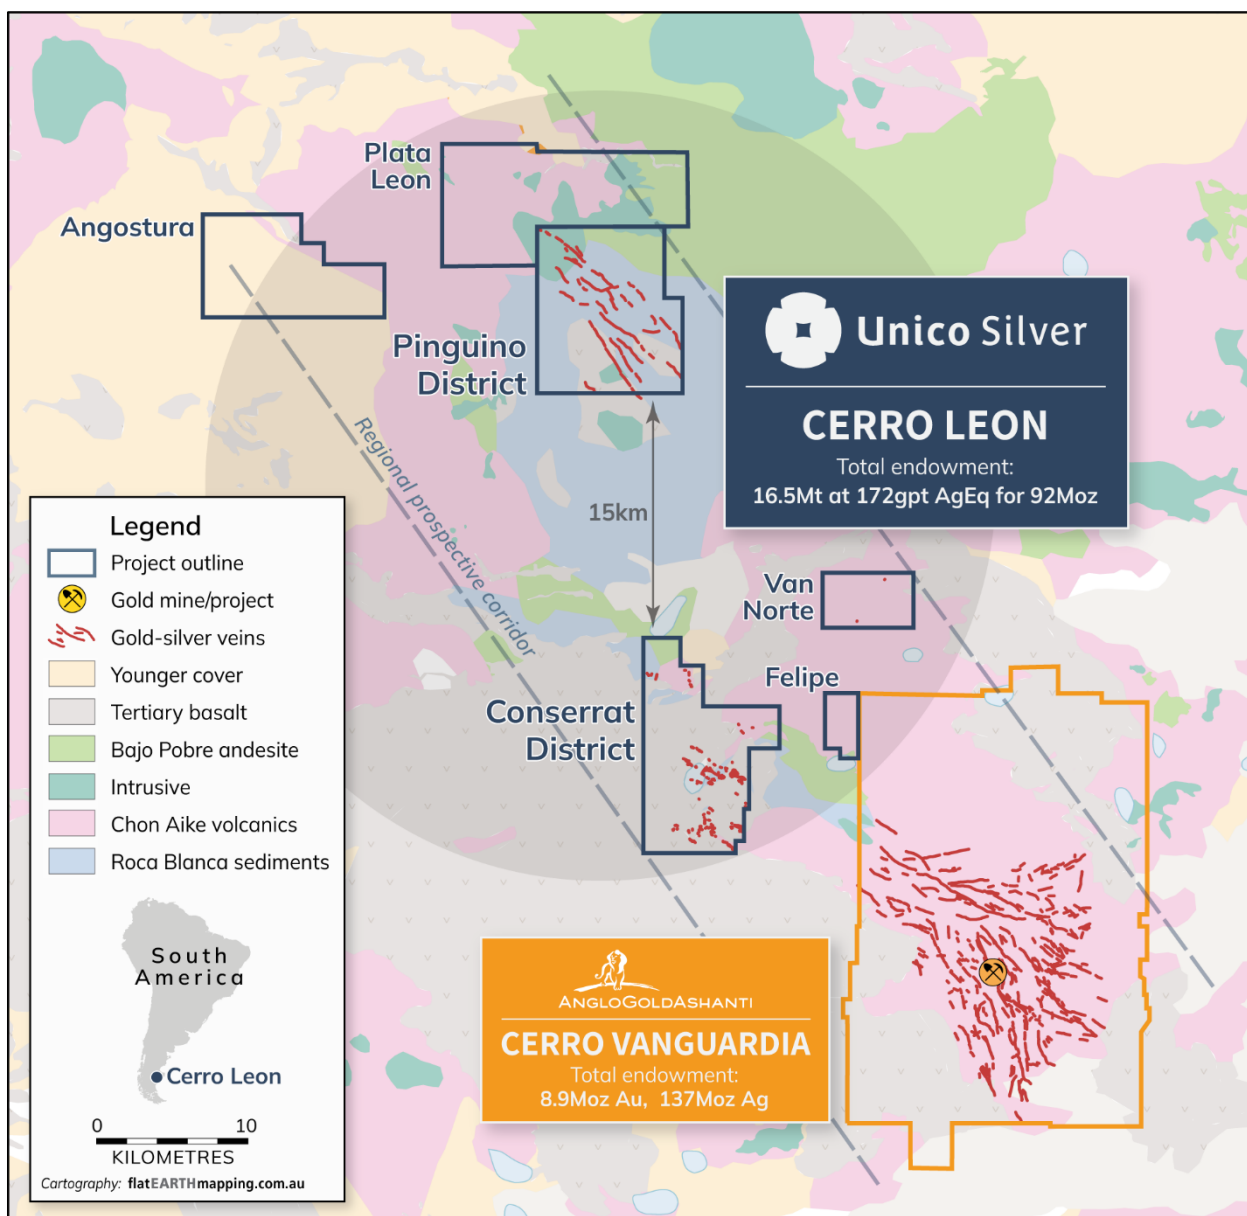 Plata
Leon
Angostura
Pinguino
District
Unico Silver
CERRO LEON
Total endowment:
16.5Mt at 172gpt AgEq for 92Moz
Regional prospective corridor
15km
Van
Norte
Felipe
Conserrat
District
ANGLOGOLDASHANTI
CERRO VANGUARDIA
Total endowment:
8.9Moz Au, 137Moz Ag
Legend
Project outline
Gold mine/project
Gold-silver veins
Younger cover
Tertiary basalt
Bajo Pobre andesite
Intrusive
Chon Aike volcanics
Roca Blanca sediments
South
America
Cerro Leon
0 10
KILOMETRES
Cartography: flatEARTHmapping.com.au